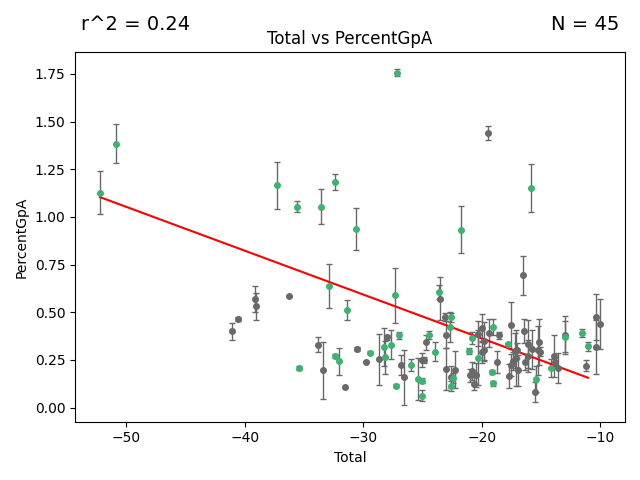 r^2 = 0.24
N = 45
Total vs PercentGpA
PercentGpA
1.75
1.50
1.25
1.00
0.75
0.50
0.25
0.00
−50
−40
−30
−20
−10
Total